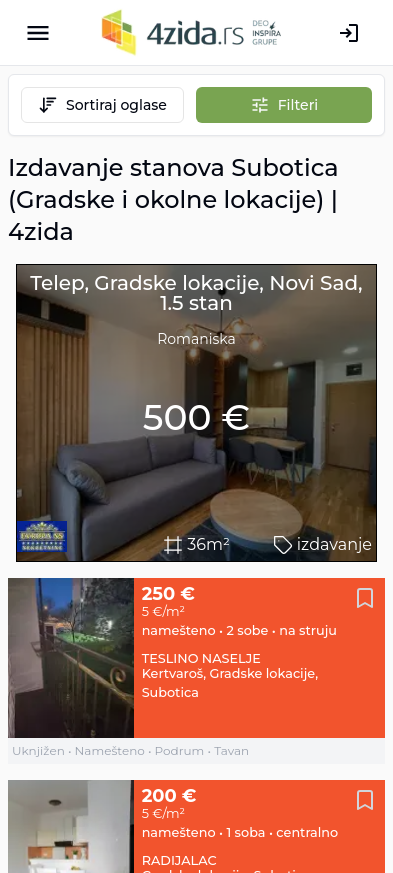 4zida.rs
DEO
INSPIRA
GRUPE
Sortiraj oglase
Filteri
Izdavanje stanova Subotica
(Gradske i okolne lokacije) |
4zida
Telep, Gradske lokacije, Novi Sad,
1.5 stan
Romaniska
500 €
NEKRETNINE
36m²
izdavanje
250 €
5 €/m²
namešteno • 2 sobe • na struju
TESLINO NASELJE
Kertvaroš, Gradske lokacije,
Subotica
Uknjižen • Namešteno • Podrum • Tavan
200 €
5 €/m²
namešteno • 1 soba • centralno
RADIJALAC